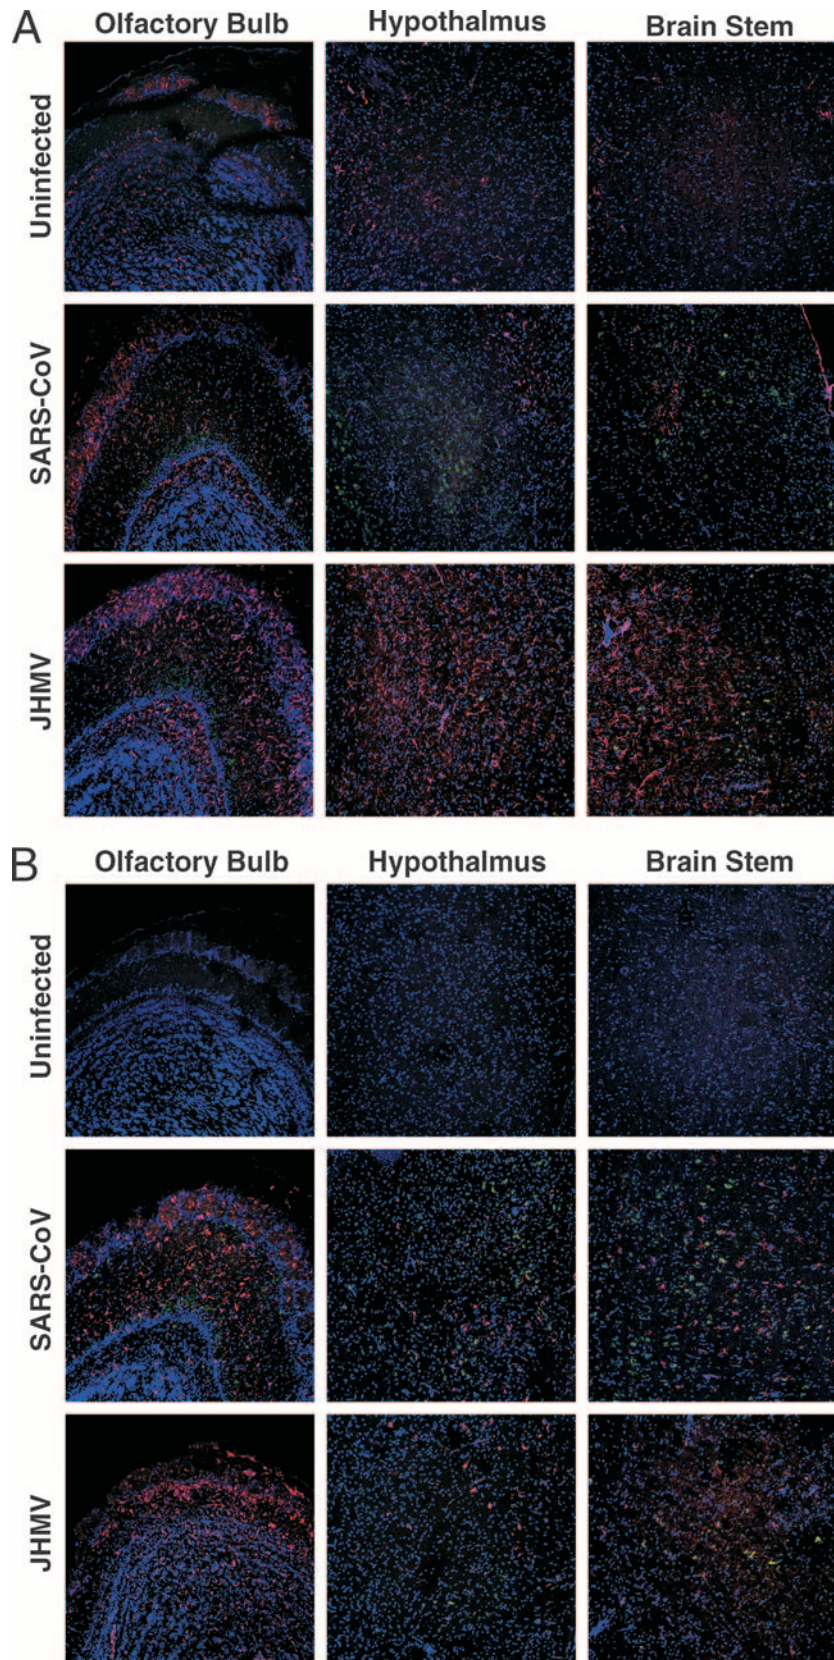 A
Olfactory Bulb Hypothalmus Brain Stem
Uninfected
SARS-CoV
JHMV
B
Olfactory Bulb Hypothalmus Brain Stem
Uninfected
SARS-CoV
JHMV